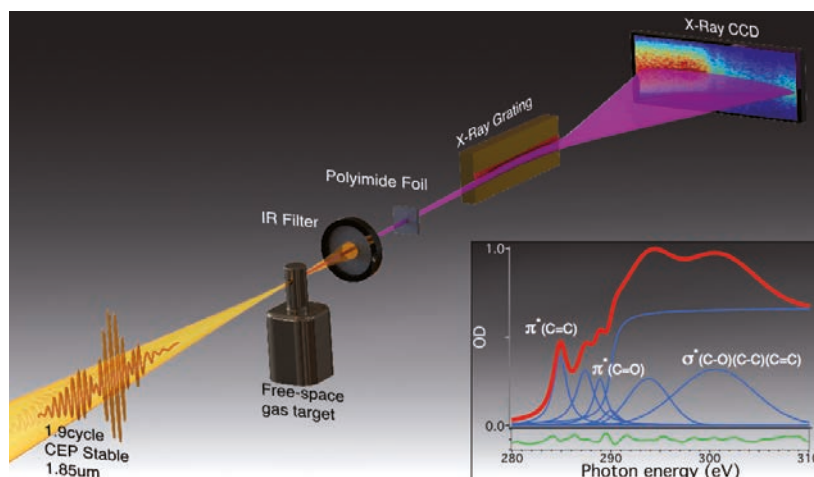 X-Ray CCD
X-Ray Grating
Polyimide Foil
IR Filter
Free-space
gas target
1.9cycle
CEP Stable
1.85um
1.0
OD
0.0
π*(C=C)
π*(C=O)
σ*(C-O)(C-C)(C=C)
280 290 300 310
Photon energy (eV)